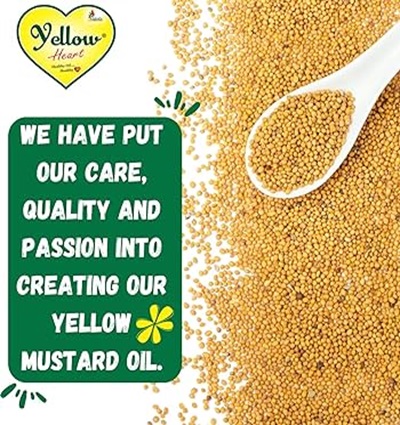 Yellow®
Heart
WE HAVE PUT
OUR CARE,
QUALITY AND
PASSION INTO
CREATING OUR
YELLOW
MUSTARD OIL.